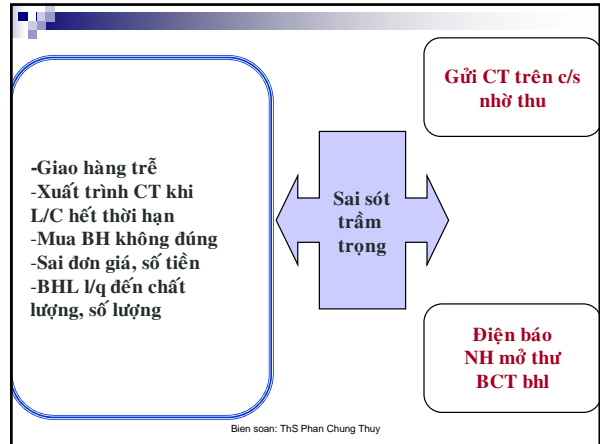 -Giao hàng trễ
-Xuất trình CT khi
L/C hết thời hạn
-Mua BH không đúng
-Sai đơn giá, số tiền
-BHL l/q đến chất
lượng, số lượng
Sai sót
trầm
trọng
Gửi CT trên c/s
nhờ thu
Điện báo
NH mở thư
BCT bhl
Bien soan: ThS Phan Chung Thuy